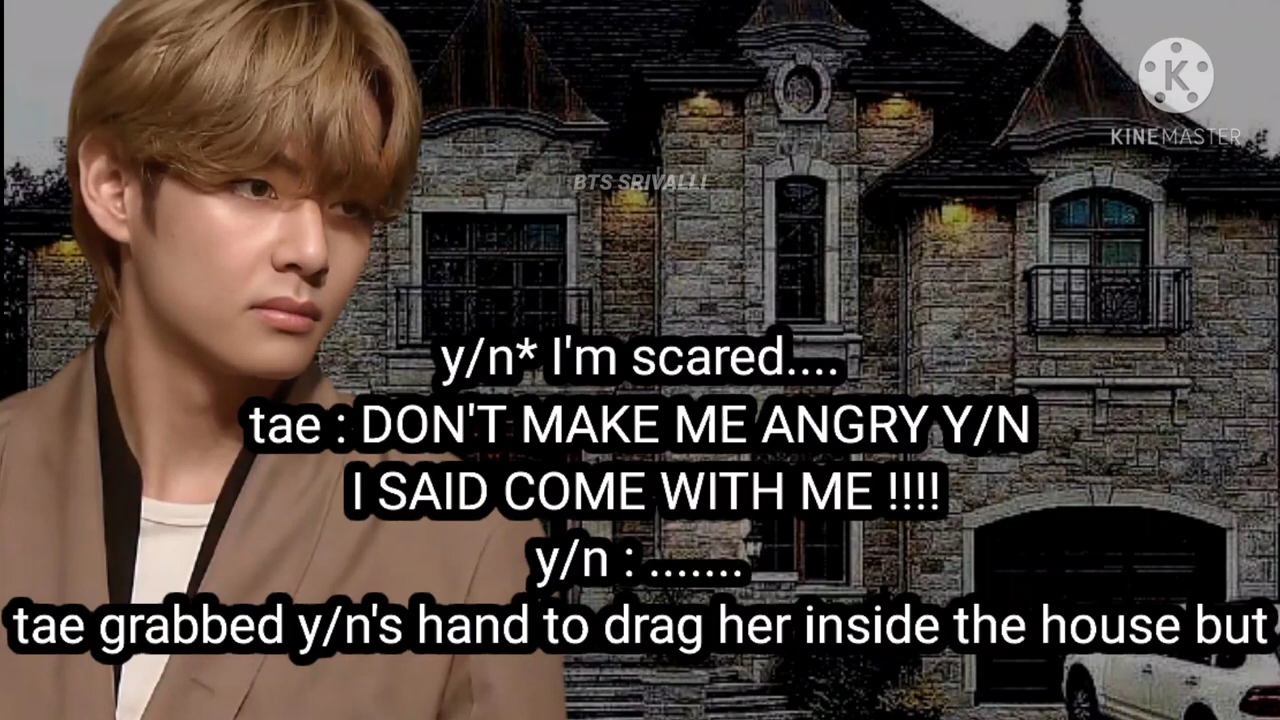 K
KINEMASTER
BTS SRIVALLI
y/n* I'm scared....
tae : DON'T MAKE ME ANGRY Y/N
I SAID COME WITH ME !!!!
y/n : .......
tae grabbed y/n's hand to drag her inside the house but